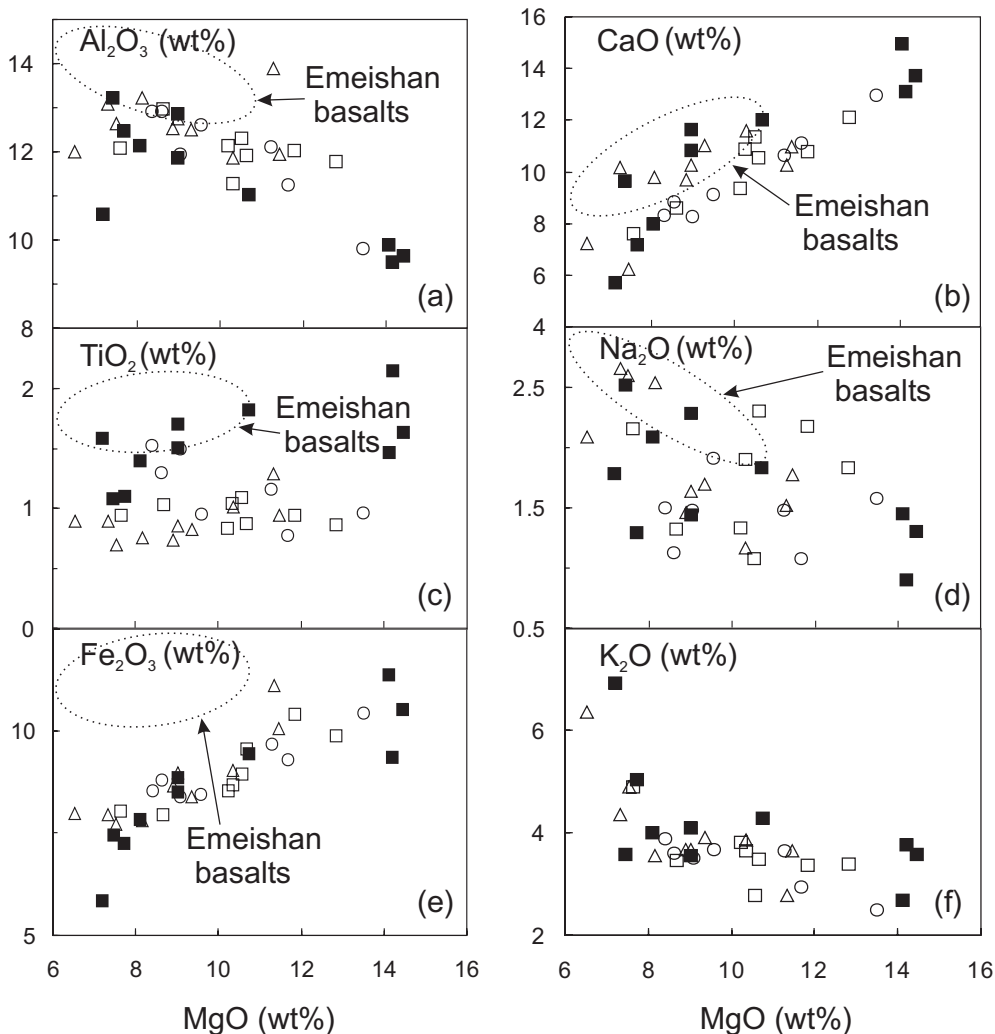 Al₂O₃ (wt%)
14
12
10
8
Emeishan
basalts
(a)
CaO (wt%)
16
14
12
10
8
6
4
Emeishan
basalts
(b)
TiO₂ (wt%)
2
1
0
Emeishan
basalts
(c)
Na₂O (wt%)
2.5
1.5
0.5
Emeishan
basalts
(d)
Fe₂O₃ (wt%)
10
5
Emeishan
basalts
(e)
6 8 10 12 14 16
MgO (wt%)
K₂O (wt%)
6
4
2
(f)
6 8 10 12 14 16
MgO (wt%)